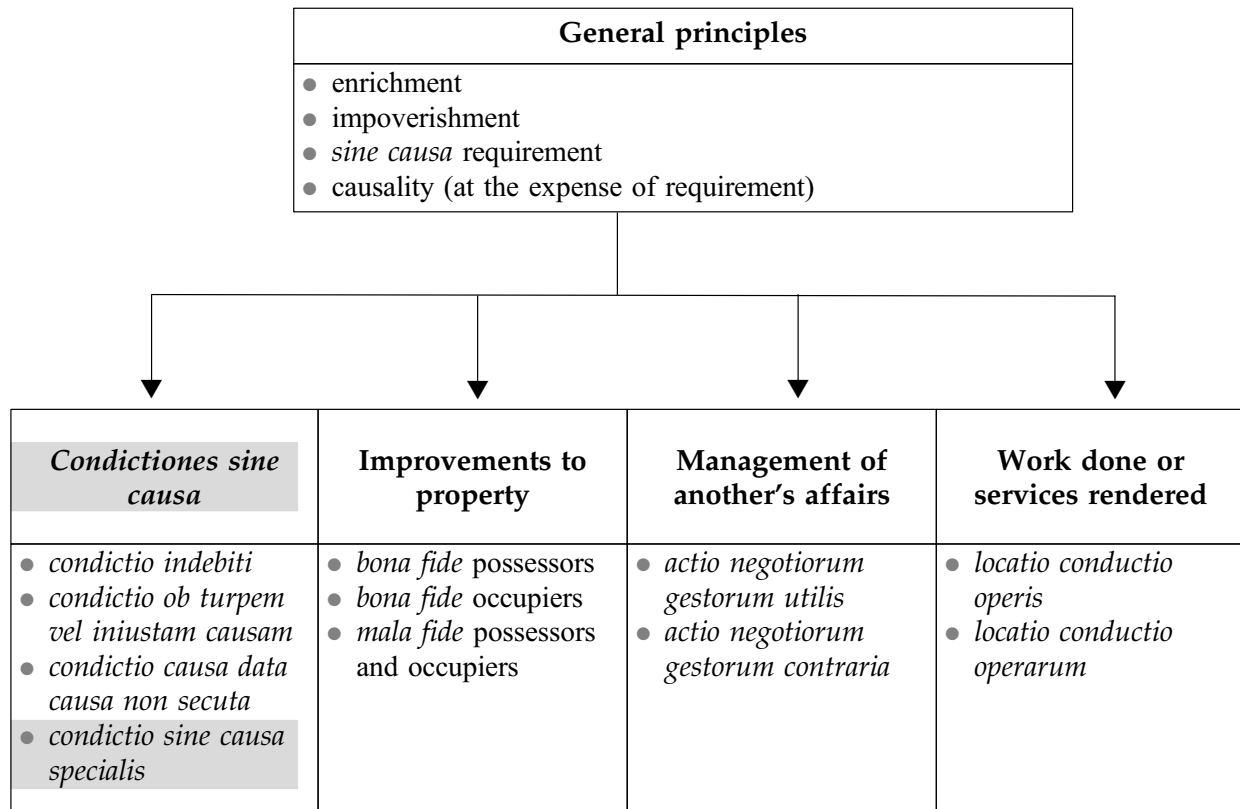 General principles
● enrichment
● impoverishment
● sine causa requirement
● causality (at the expense of requirement)
Condictiones sine
causa
● condictio indebiti
● condictio ob turpem
vel iniustam causam
● condictio causa data
causa non secuta
● condictio sine causa
specialis
Improvements to
property
● bona fide possessors
● bona fide occupiers
● mala fide possessors
and occupiers
Management of
another’s affairs
● actio negotiorum
gestorum utilis
● actio negotiorum
gestorum contraria
Work done or
services rendered
● locatio conductio
operis
● locatio conductio
operarum